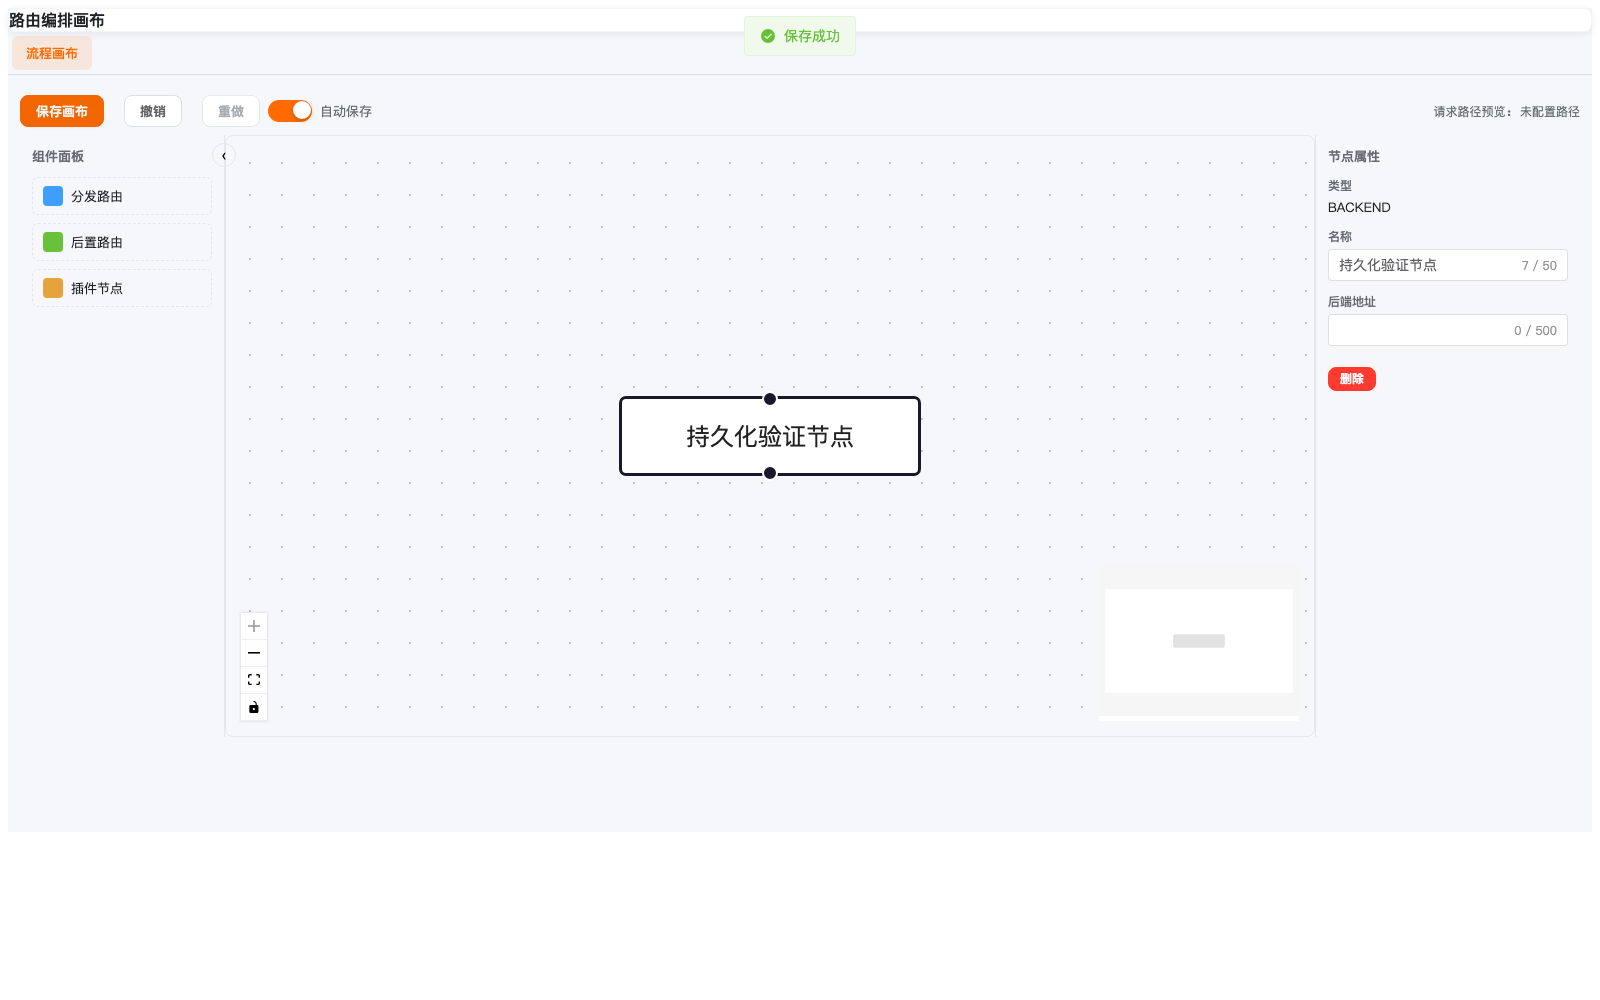 路由编排画布
保存成功
流程画布
保存画布
撤销
重做
自动保存
请求路径预览：未配置路径
组件面板
分发路由
后置路由
插件节点
持久化验证节点
节点属性
类型
BACKEND
名称
持久化验证节点 7 / 50
后端地址
0 / 500
删除